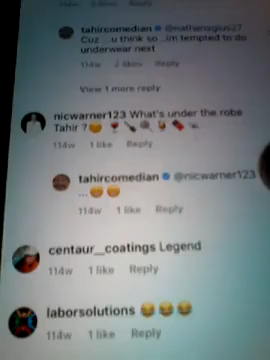 tahircomedian @nathanagius27
Cuz ...u think so ...im tempted to do
underwear next
114w 2 likes Reply
View 1 more reply
nicwarner123 What's under the robe
Tahir ?
114w 1 like Reply
tahircomedian @nicwarner123
...
114w 1 like Reply
centaur__coatings Legend
114w 1 like Reply
laborsolutions 😂😂😂
114w 1 like Reply